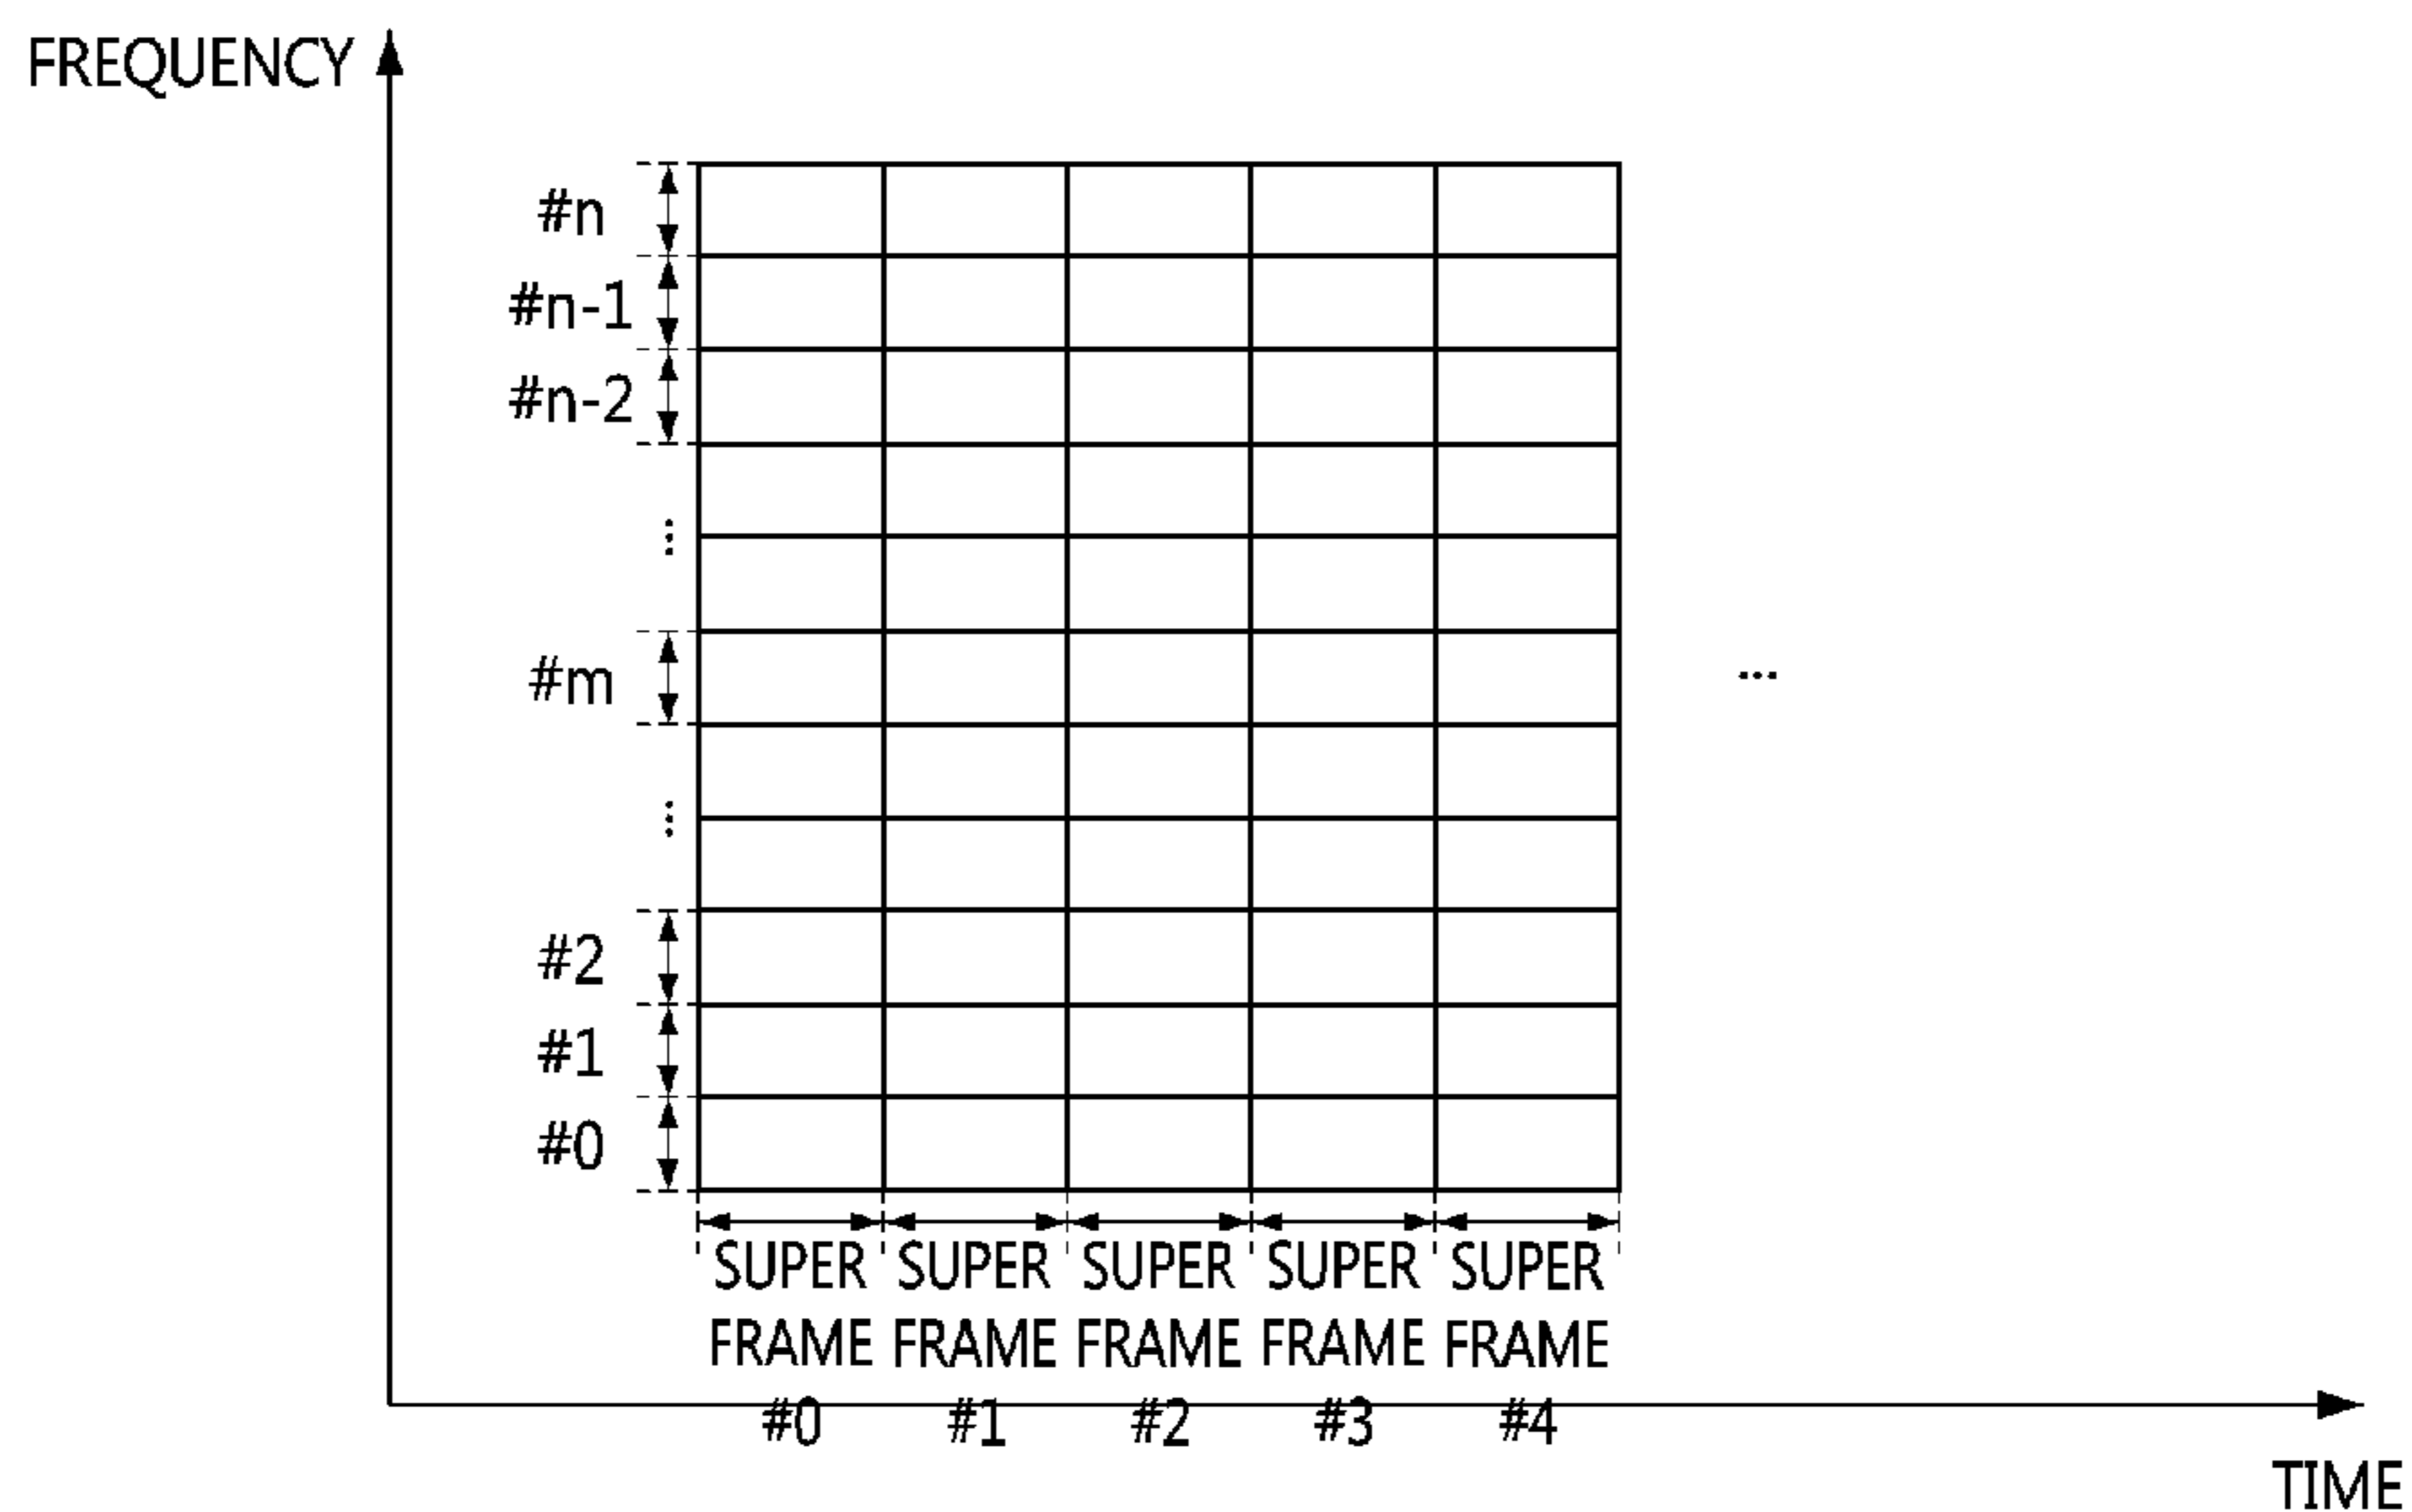 FREQUENCY
#n
#n-1
#n-2
⋮
#m
...
⋮
#2
#1
#0
SUPER SUPER SUPER SUPER SUPER
FRAME FRAME FRAME FRAME FRAME
#0 #1 #2 #3 #4
TIME